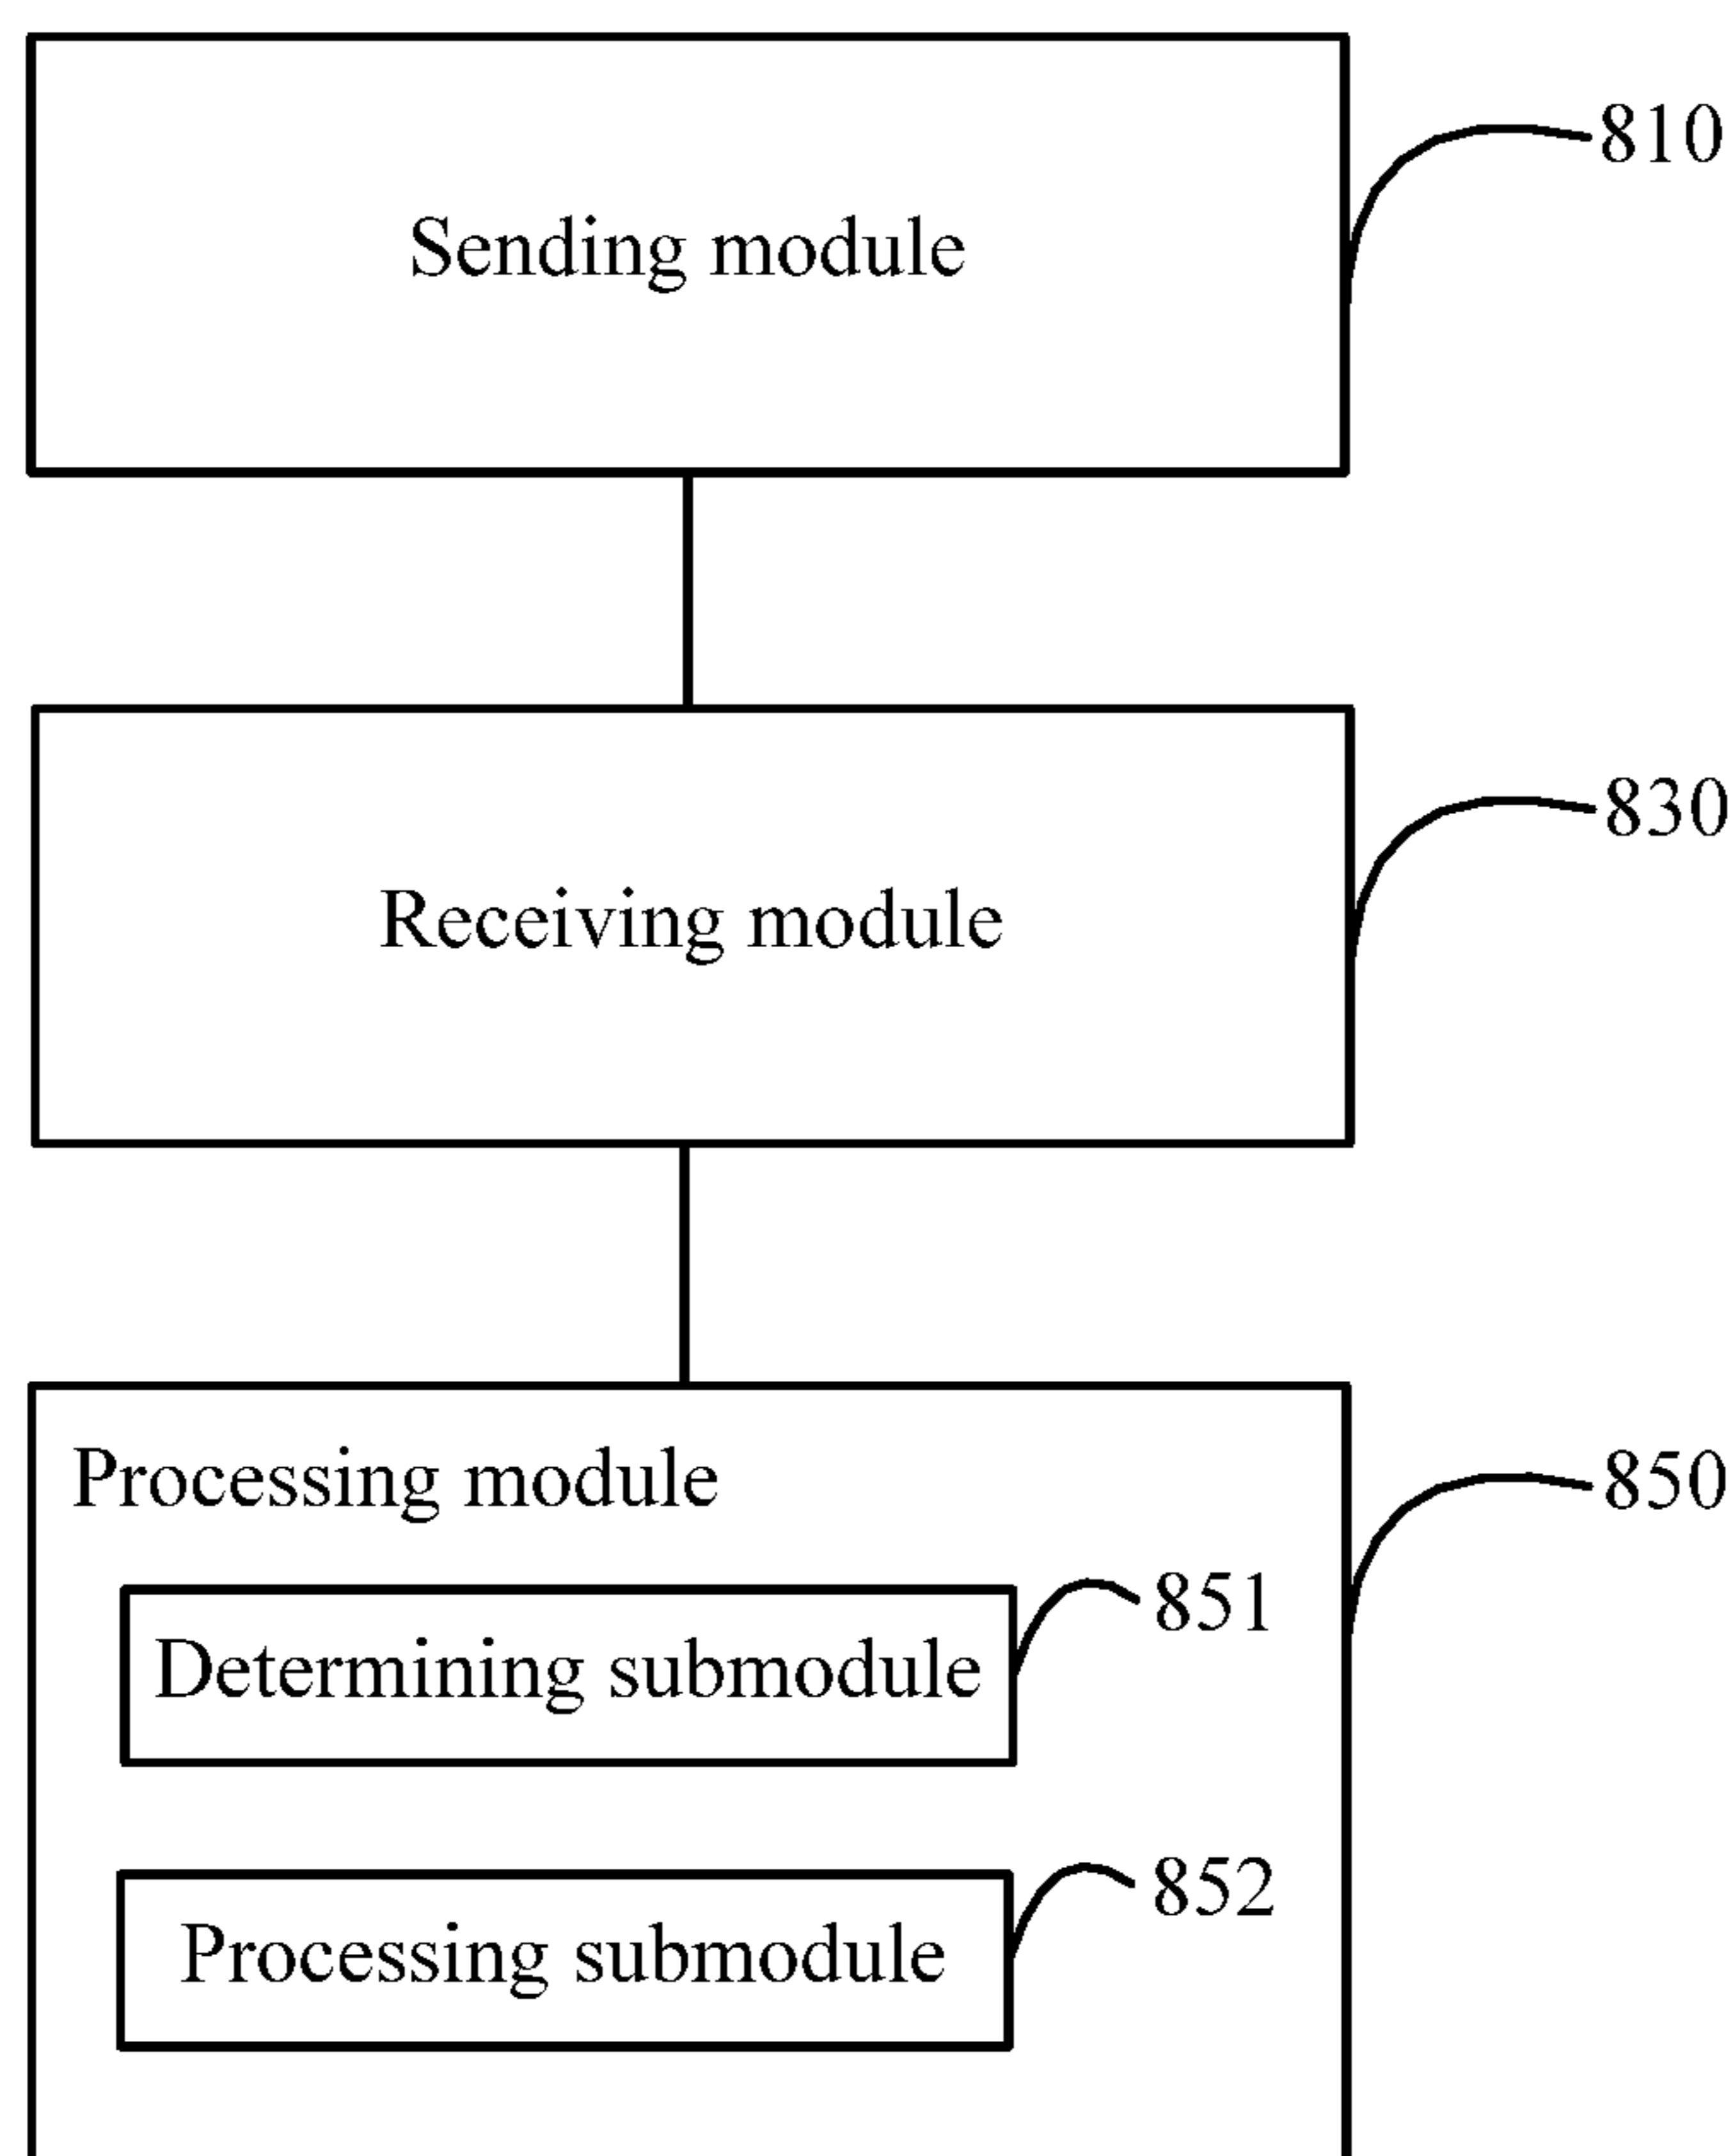 810
Sending module
830
Receiving module
Processing module
850
851
Determining submodule
852
Processing submodule